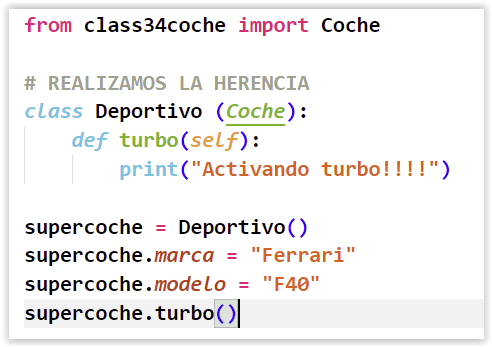 from class34coche import Coche
# REALIZAMOS LA HERENCIA
class Deportivo (Coche):
def turbo(self):
print("Activando turbo!!!!")
supercoche = Deportivo()
supercoche.marca = "Ferrari"
supercoche.modelo = "F40"
supercoche.turbo()